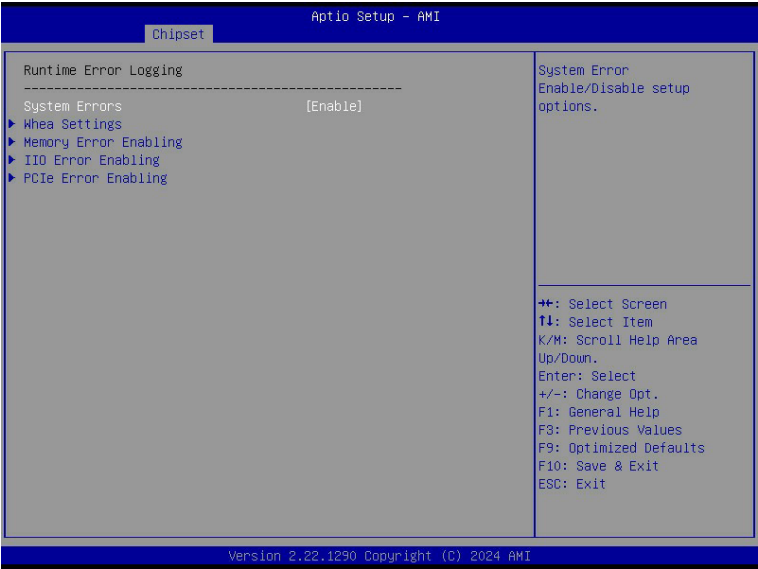 Aptio Setup – AMI
Chipset
Runtime Error Logging
--------------------------------------------------
System Errors [Enable]
Whea Settings
Memory Error Enabling
IIO Error Enabling
PCIe Error Enabling
System Error
Enable/Disable setup
options.
→←: Select Screen
↑↓: Select Item
K/M: Scroll Help Area
Up/Down.
Enter: Select
+/-: Change Opt.
F1: General Help
F3: Previous Values
F9: Optimized Defaults
F10: Save & Exit
ESC: Exit
Version 2.22.1290 Copyright (C) 2024 AMI